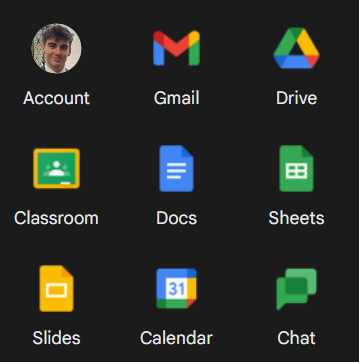 Account Gmail Drive
Classroom Docs Sheets
31
Slides Calendar Chat